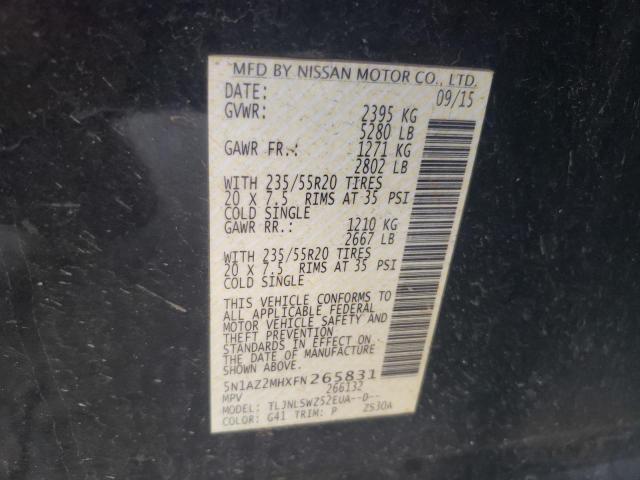 MFD BY NISSAN MOTOR CO., LTD.
DATE: 09/15
GVWR: 2395 KG
5280 LB
GAWR FR.: 1271 KG
2802 LB
WITH 235/55R20 TIRES
20 X 7.5 RIMS AT 35 PSI
COLD SINGLE
GAWR RR.: 1210 KG
2667 LB
WITH 235/55R20 TIRES
20 X 7.5 RIMS AT 35 PSI
COLD SINGLE
THIS VEHICLE CONFORMS TO
ALL APPLICABLE FEDERAL
MOTOR VEHICLE SAFETY AND
THEFT PREVENTION
STANDARDS IN EFFECT ON
THE DATE OF MANUFACTURE
SHOWN ABOVE.
5N1AZ2MHXFN265831
MPV 266132
MODEL: TLJNLSWZ52EUA--D--
COLOR: G41 TRIM: P ZS30A